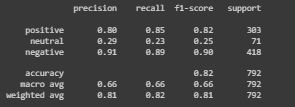 precision recall f1-score support
positive 0.80 0.85 0.82 303
neutral 0.29 0.23 0.25 71
negative 0.91 0.89 0.90 418
accuracy 0.82 792
macro avg 0.66 0.66 0.66 792
weighted avg 0.81 0.82 0.81 792